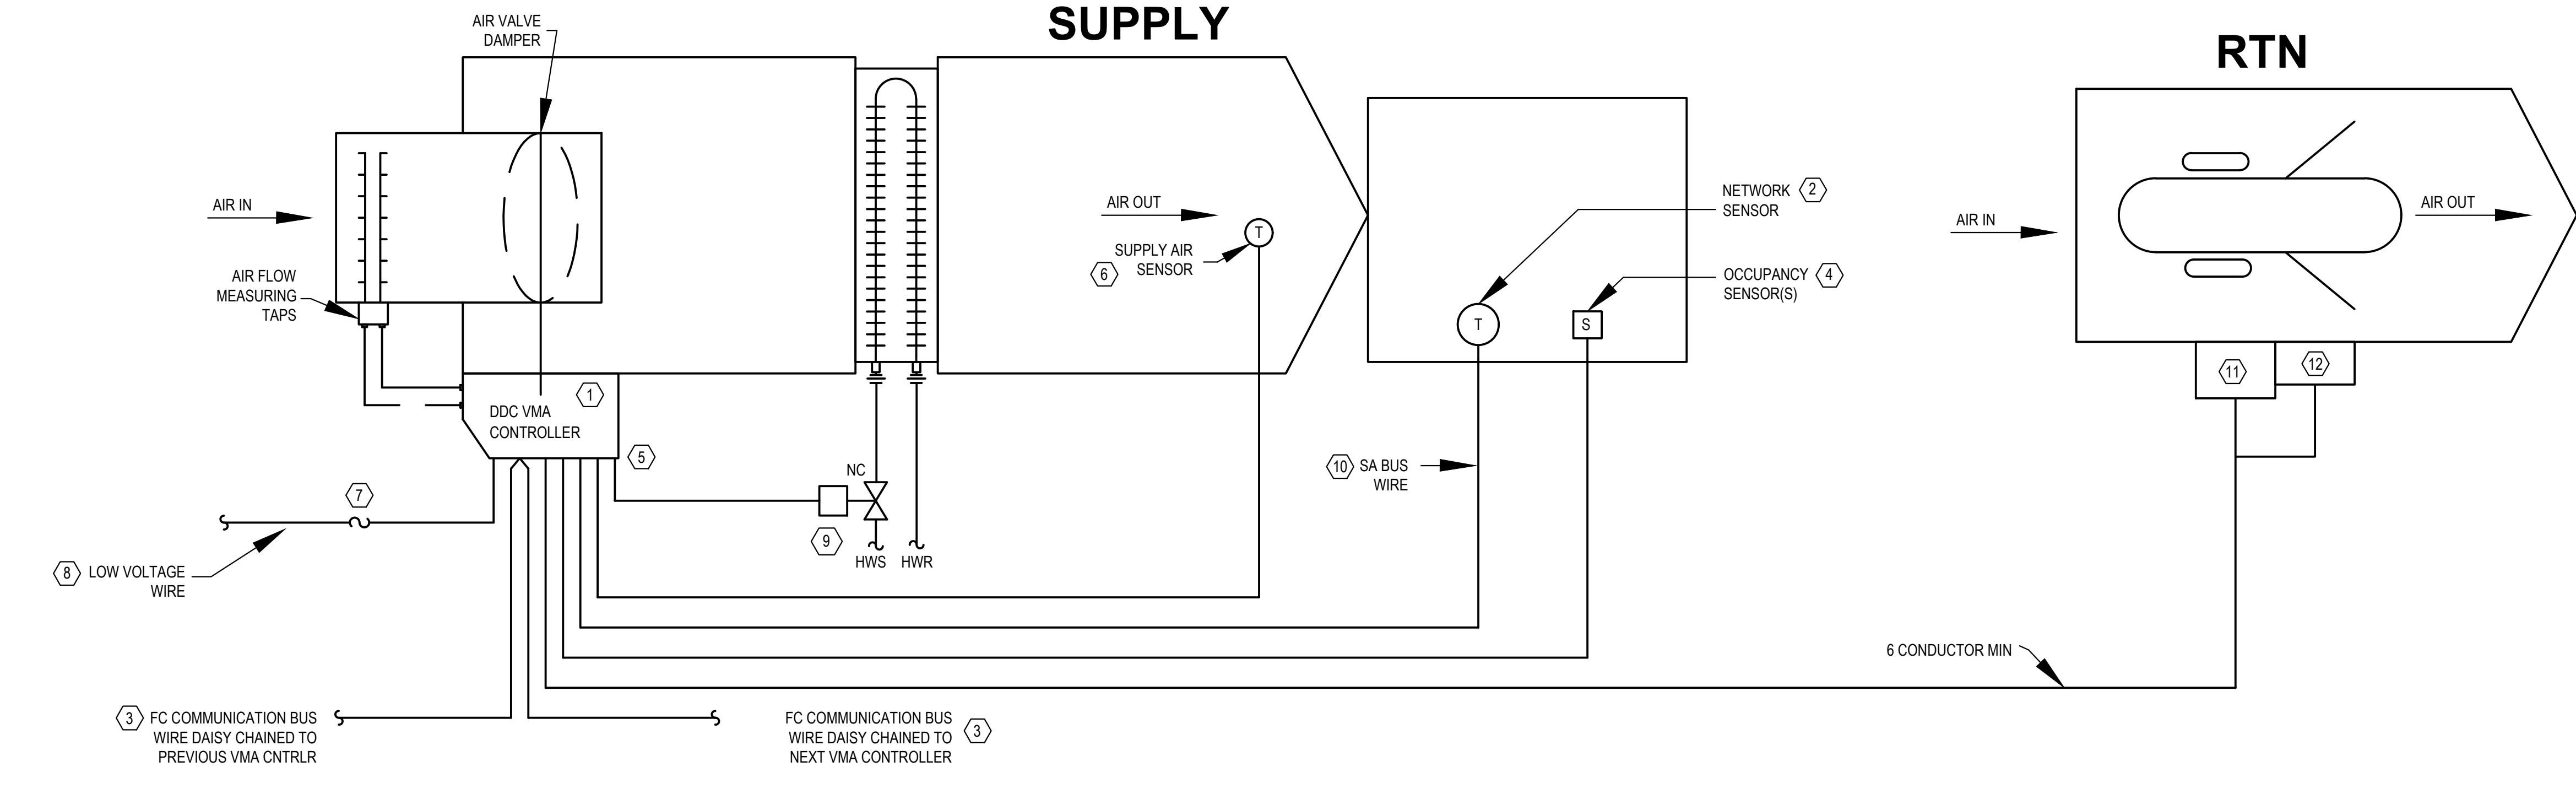 SUPPLY
RTN
AIR VALVE
DAMPER
AIR IN
AIR FLOW
MEASURING
TAPS
DDC VMA
CONTROLLER
1
5
7
8 LOW VOLTAGE
WIRE
3 FC COMMUNICATION BUS
WIRE DAISY CHAINED TO
PREVIOUS VMA CNTRLR
FC COMMUNICATION BUS
WIRE DAISY CHAINED TO
NEXT VMA CONTROLLER
3
NC
9
HWS HWR
AIR OUT
T
SUPPLY AIR
SENSOR
6
NETWORK 2
SENSOR
OCCUPANCY 4
SENSOR(S)
T
S
10 SA BUS
WIRE
AIR IN
AIR OUT
11
12
6 CONDUCTOR MIN